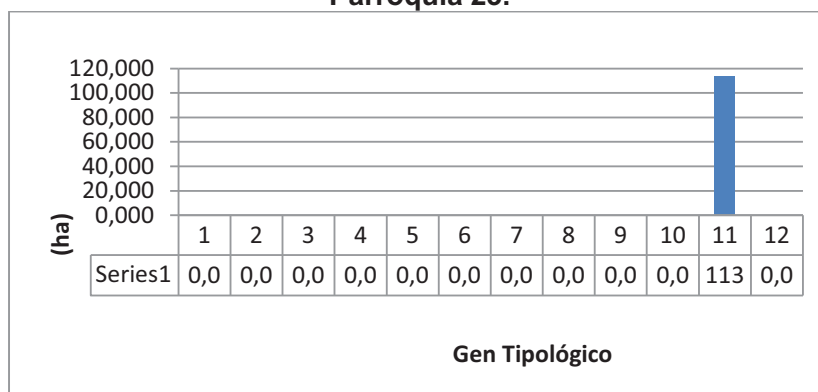 Parroquia 23.
120,000
100,000
80,000
60,000
40,000
20,000
0,000
(ha)
1 2 3 4 5 6 7 8 9 10 11 12
Series1 0,0 0,0 0,0 0,0 0,0 0,0 0,0 0,0 0,0 0,0 113 0,0
Gen Tipológico